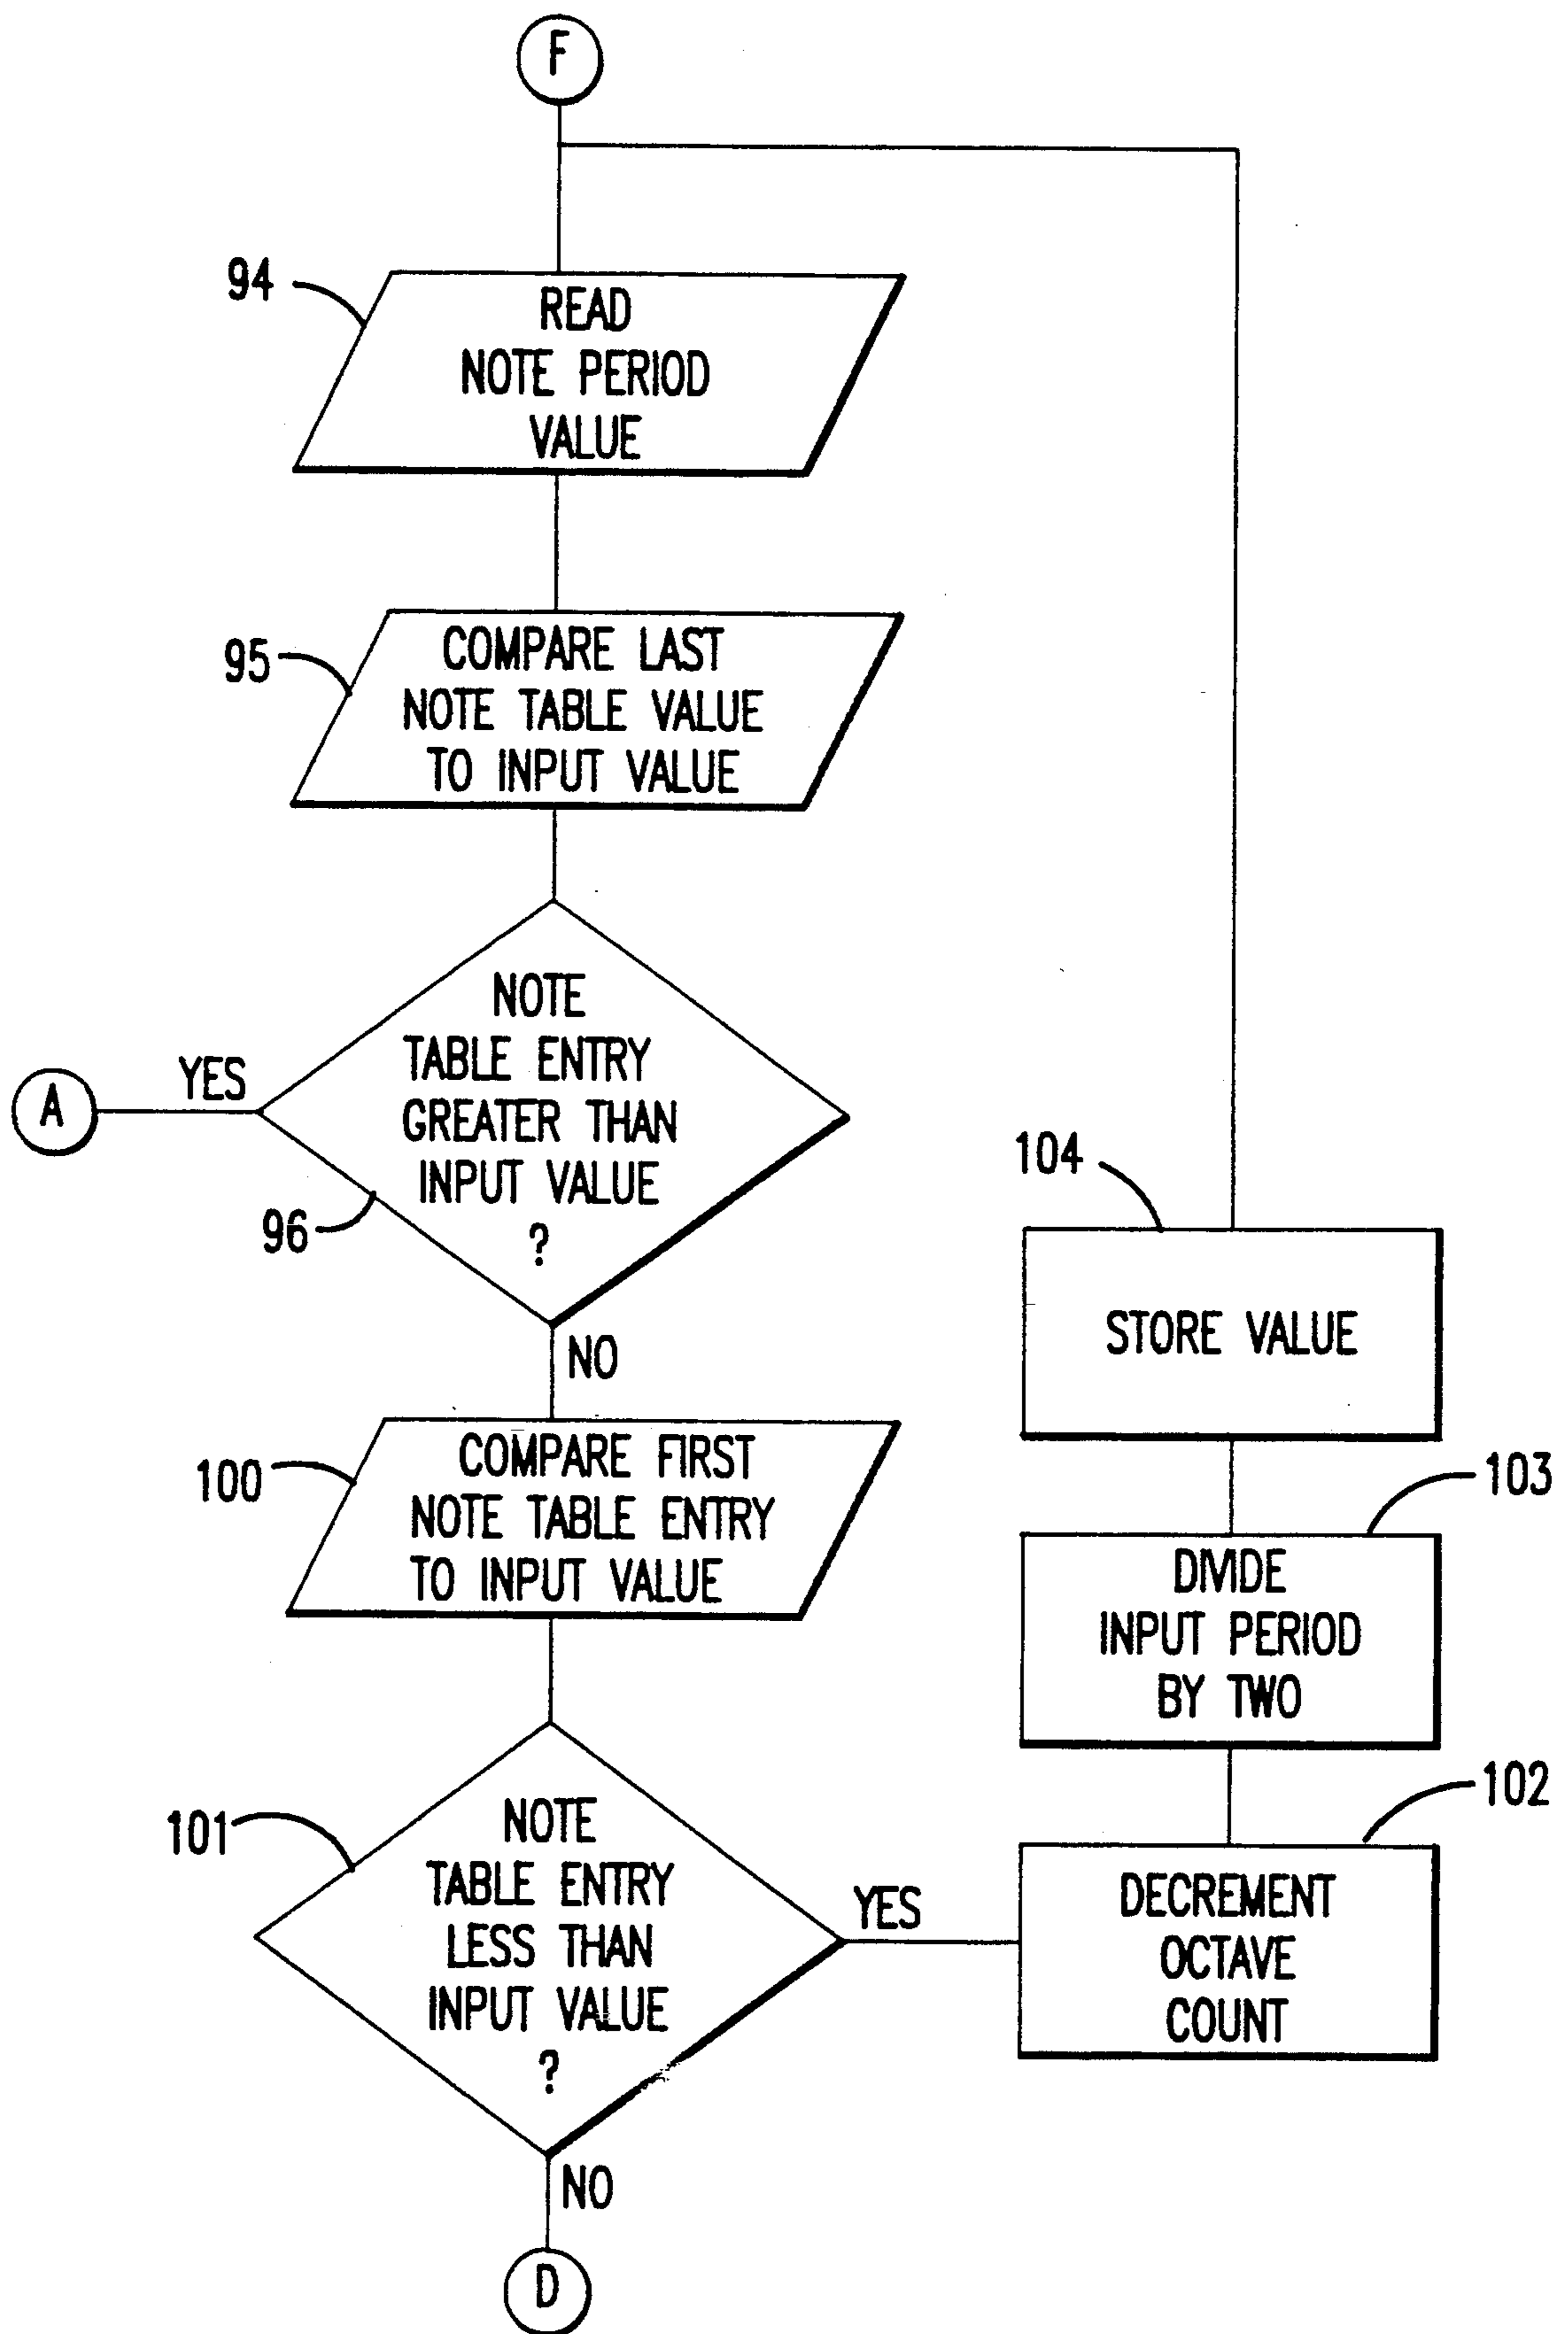 F
94
READ
NOTE PERIOD
VALUE
95
COMPARE LAST
NOTE TABLE VALUE
TO INPUT VALUE
NOTE
TABLE ENTRY
GREATER THAN
INPUT VALUE
?
YES
A
96
NO
100
COMPARE FIRST
NOTE TABLE ENTRY
TO INPUT VALUE
101
NOTE
TABLE ENTRY
LESS THAN
INPUT VALUE
?
YES
NO
D
102
DECREMENT
OCTAVE
COUNT
103
DIVIDE
INPUT PERIOD
BY TWO
104
STORE VALUE